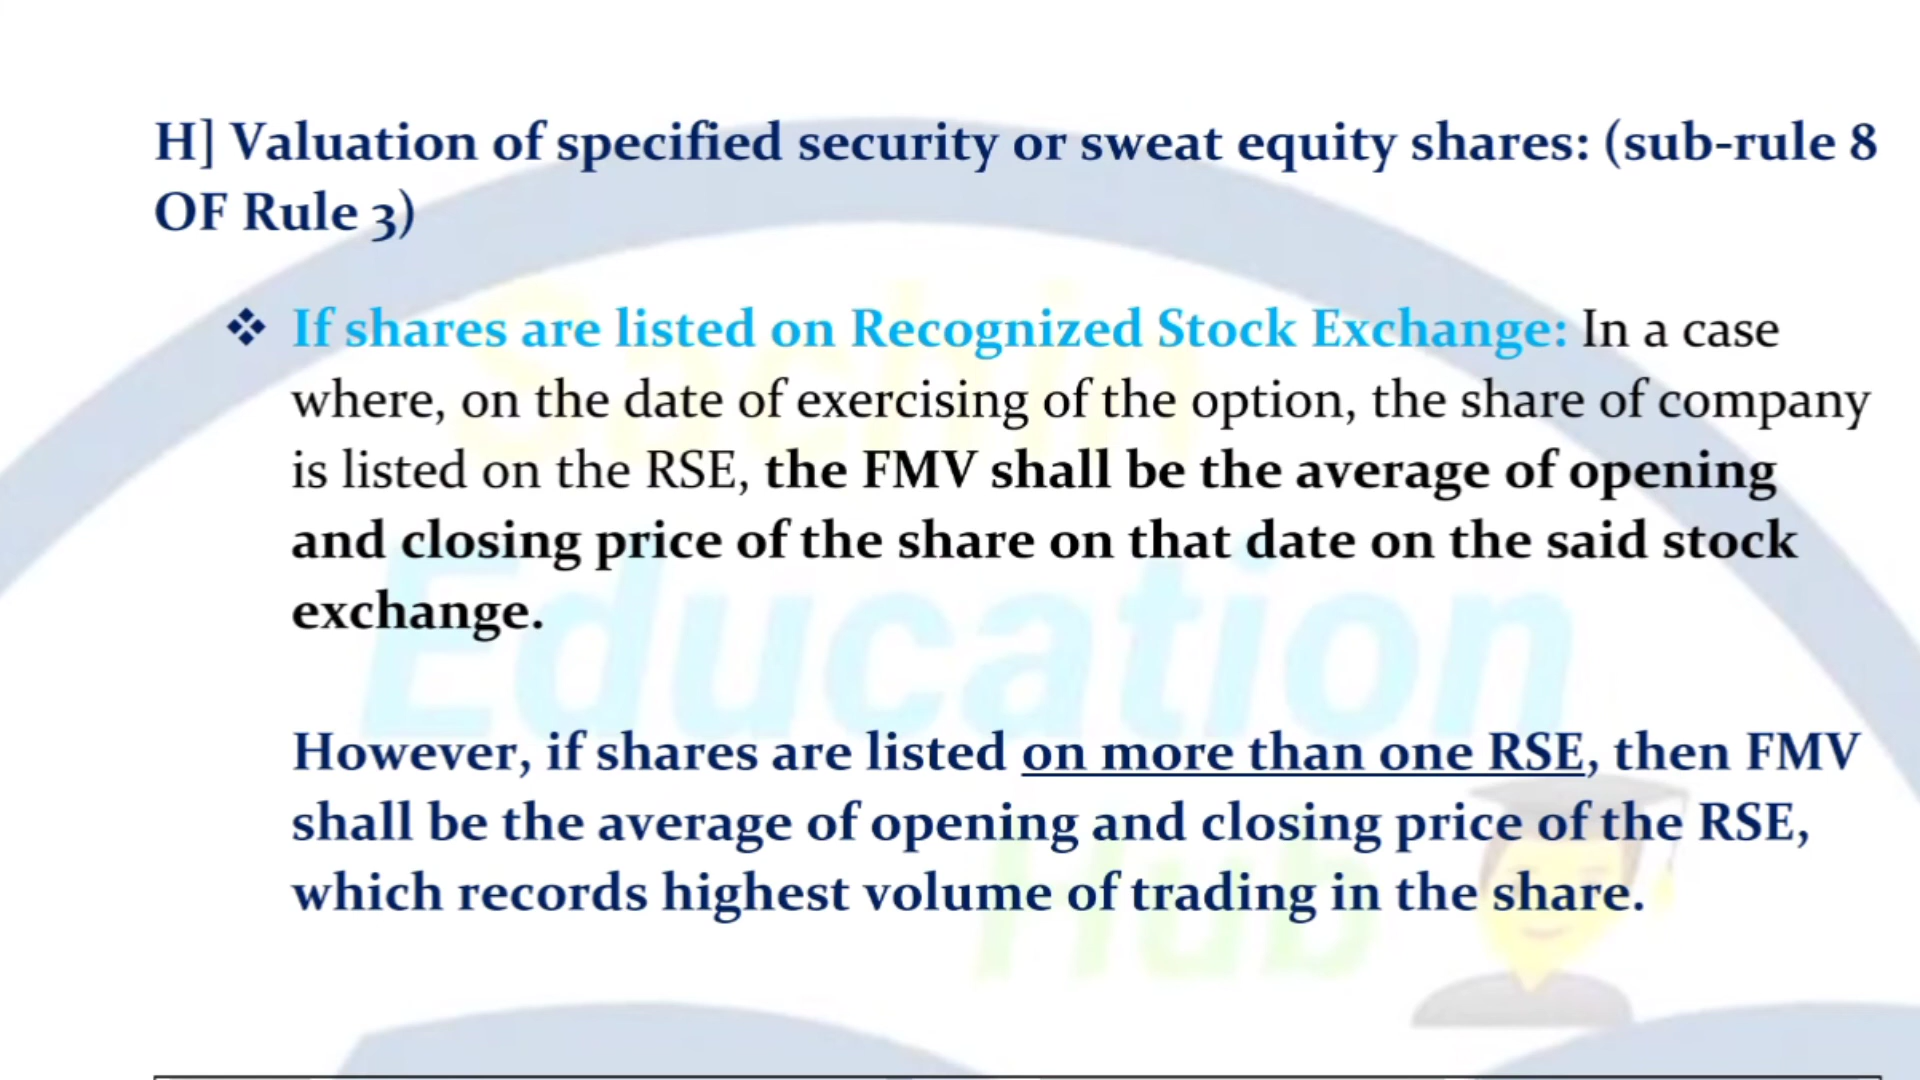 H] Valuation of specified security or sweat equity shares: (sub-rule 8
OF Rule 3)
❖ If shares are listed on Recognized Stock Exchange: In a case
where, on the date of exercising of the option, the share of company
is listed on the RSE, the FMV shall be the average of opening
and closing price of the share on that date on the said stock
exchange.
However, if shares are listed on more than one RSE, then FMV
shall be the average of opening and closing price of the RSE,
which records highest volume of trading in the share.
Sachin
Education
Hub